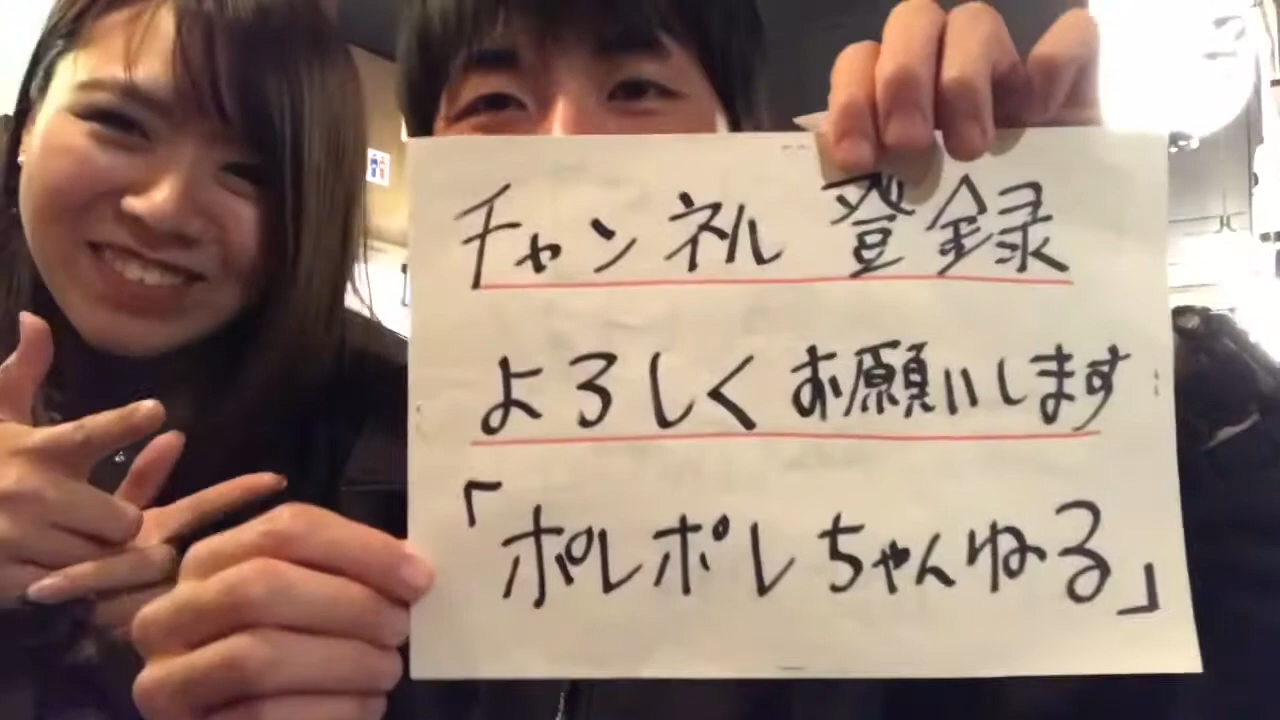 チャンネル 登録
よろしくお願いします
「ポレポレちゃんねる」